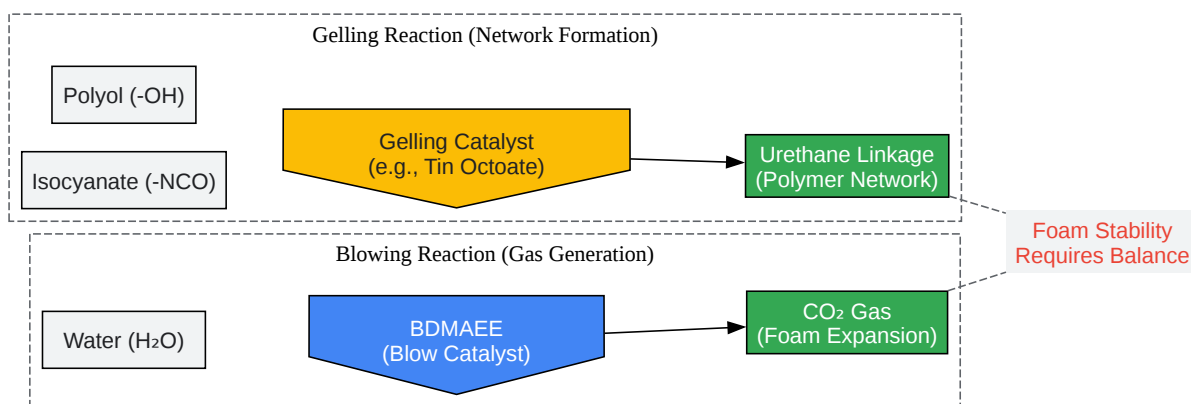 Gelling Reaction (Network Formation)
Polyol (-OH)
Isocyanate (-NCO)
Gelling Catalyst
(e.g., Tin Octoate)
Urethane Linkage
(Polymer Network)
Foam Stability
Requires Balance
Blowing Reaction (Gas Generation)
Water (H₂O)
BDMAEE
(Blow Catalyst)
CO₂ Gas
(Foam Expansion)